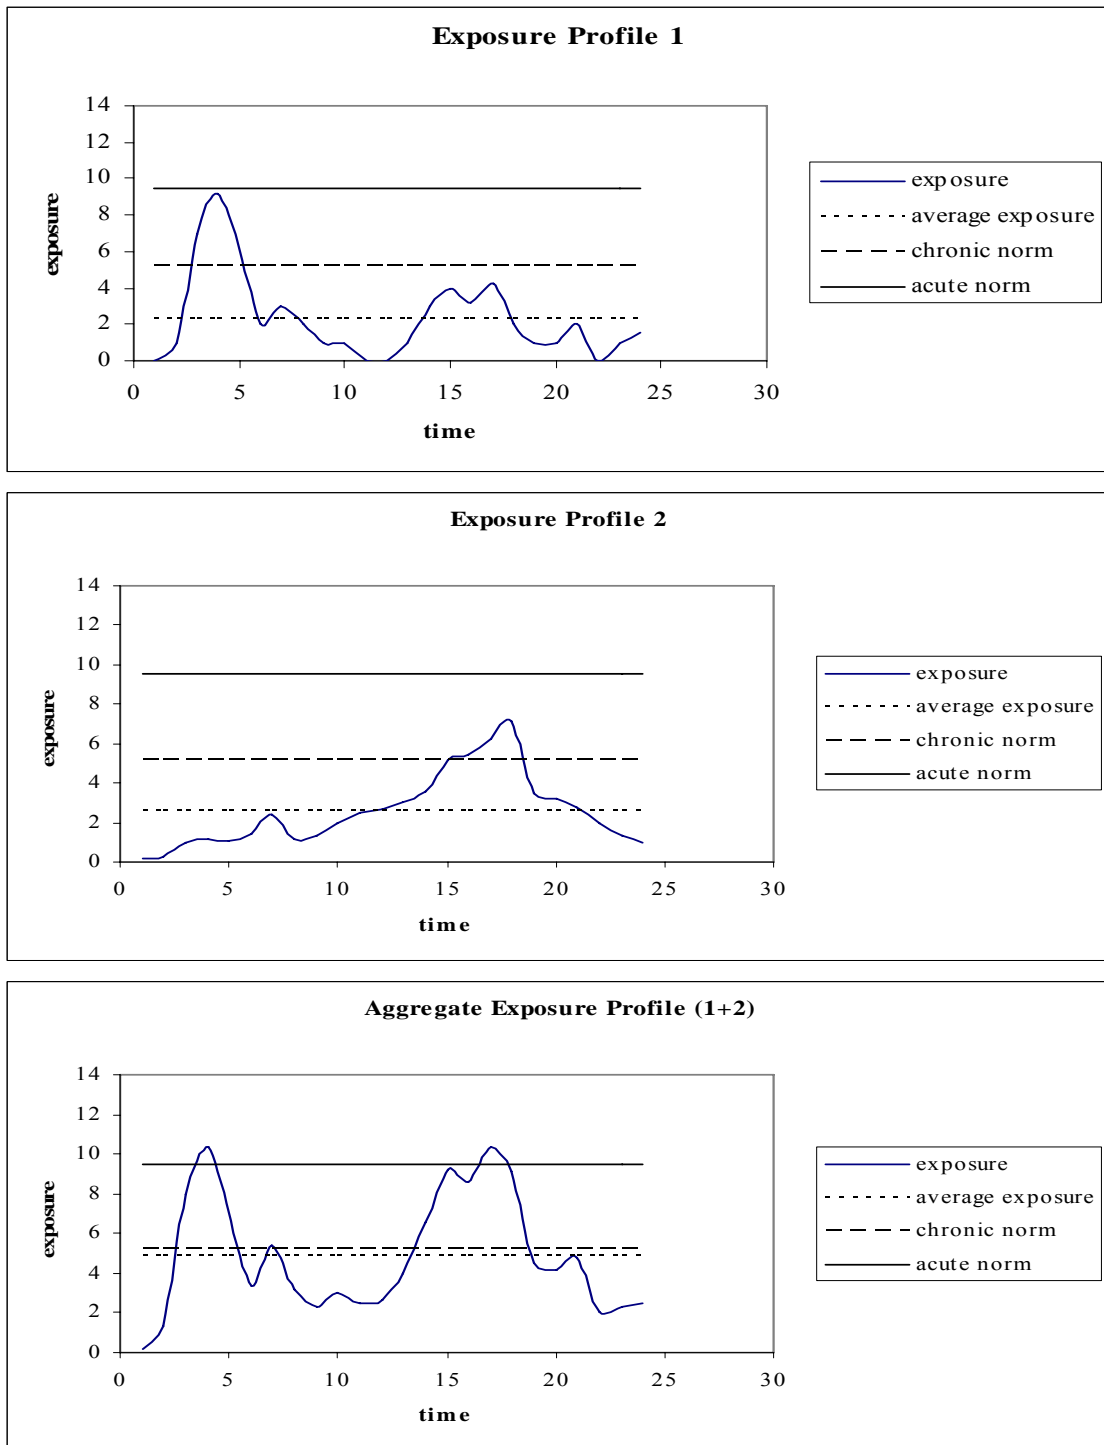 Exposure Profile 1
14
12
10
8
6
4
2
0
exposure
0 5 10 15 20 25 30
time
exposure
average exposure
chronic norm
acute norm
Exposure Profile 2
14
12
10
8
6
4
2
0
exposure
0 5 10 15 20 25 30
time
exposure
average exposure
chronic norm
acute norm
Aggregate Exposure Profile (1+2)
14
12
10
8
6
4
2
0
exposure
0 5 10 15 20 25 30
time
exposure
average exposure
chronic norm
acute norm